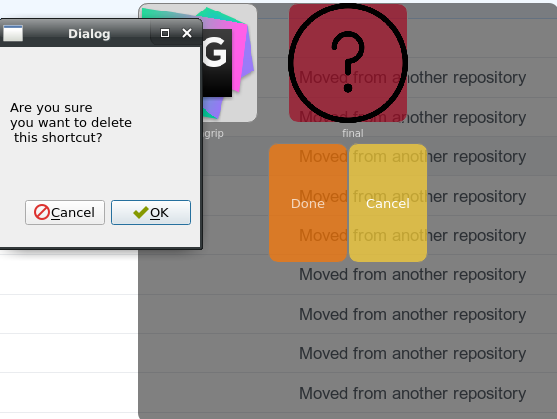 Dialog
Are you sure
you want to delete
this shortcut?
Cancel
OK
G
grip
final
Done
Cancel
Moved from another repository
Moved from another repository
Moved from another repository
Moved from another repository
Moved from another repository
Moved from another repository
Moved from another repository
Moved from another repository
Moved from another repository